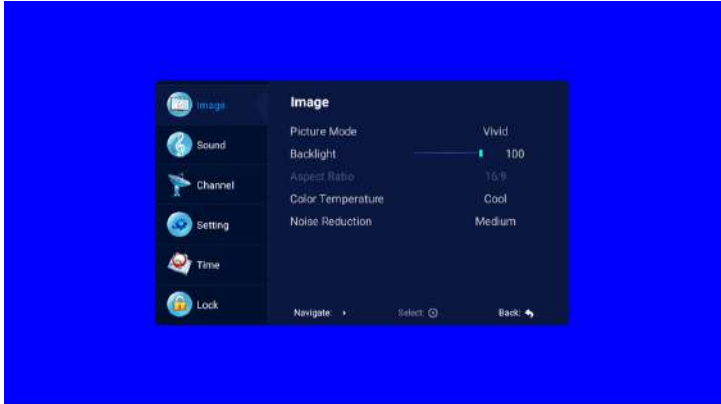 Image
Sound
Channel
Setting
Time
Lock
Image
Picture Mode Vivid
Backlight 100
Aspect Ratio 16:9
Color Temperature Cool
Noise Reduction Medium
Navigate: Select: Back: